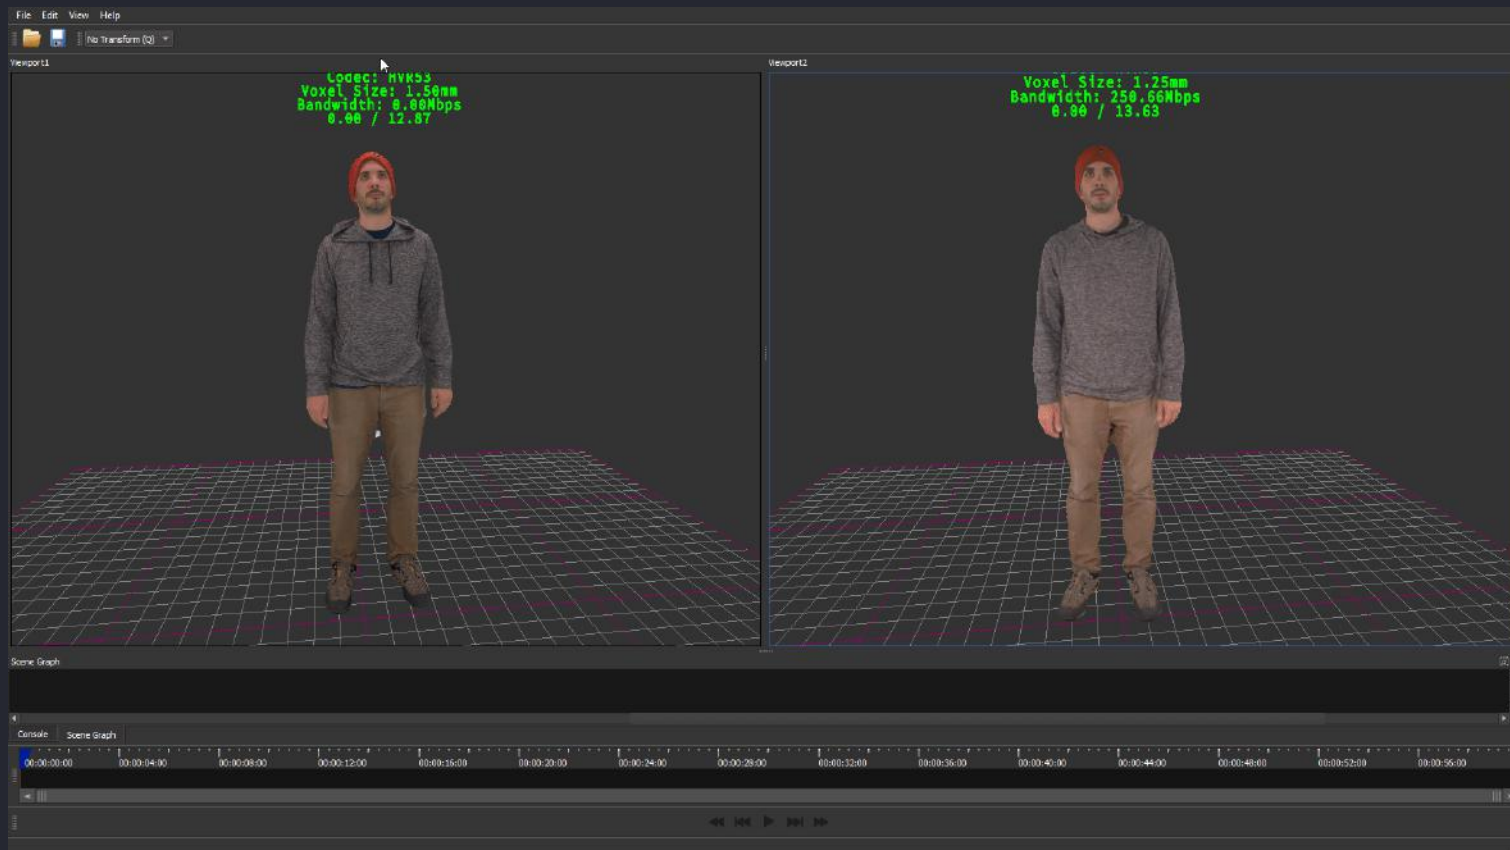 File Edit View Help
No Transform (Q)
Viewport1
Viewport2
Codec: MVR53
Voxel Size: 1.50mm
Bandwidth: 0.00Mbps
0.00 / 12.87
Voxel Size: 1.25mm
Bandwidth: 250.66Mbps
0.00 / 13.63
Scene Graph
Console Scene Graph
00:00:00:00 00:00:04:00 00:00:08:00 00:00:12:00 00:00:16:00 00:00:20:00 00:00:24:00 00:00:28:00 00:00:32:00 00:00:36:00 00:00:40:00 00:00:44:00 00:00:48:00 00:00:52:00 00:00:56:00